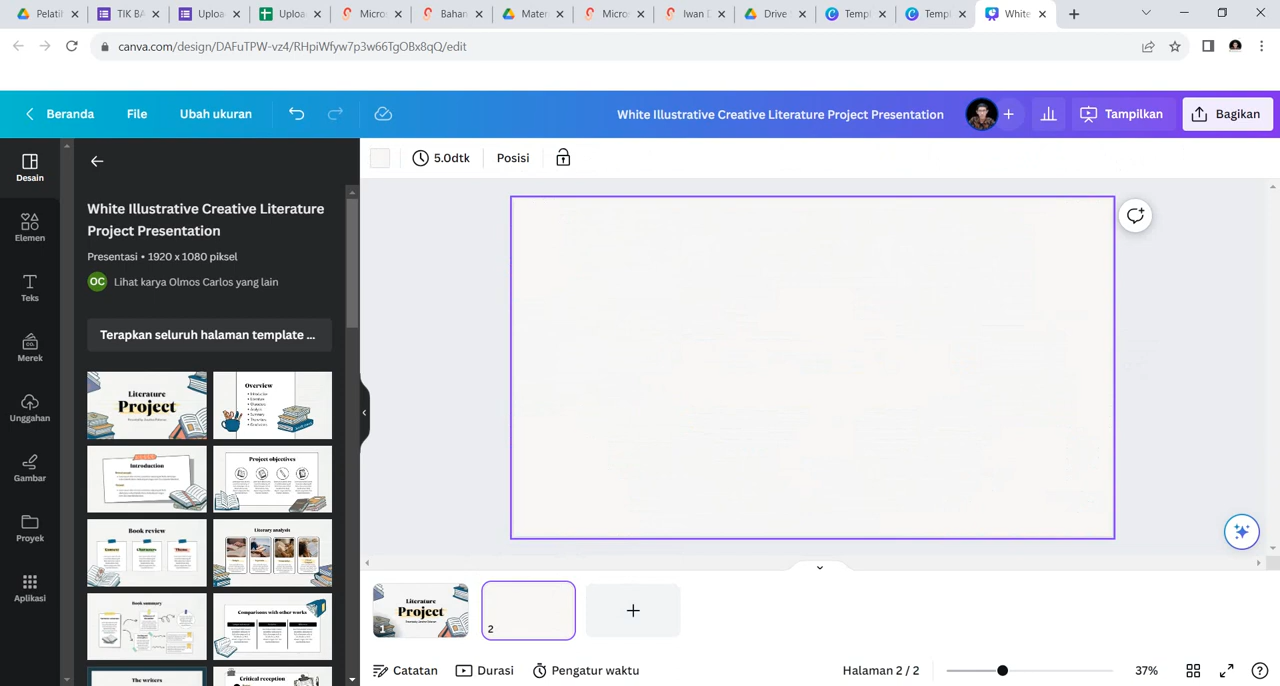 Pelati
TIK BA
Uploa
Uploa
Micros
Bahan
Mater
Micros
Iwan D
Drive
Templ
Templ
White
canva.com/design/DAFuTPW-vz4/RHpiWfyw7p3w66TgOBx8qQ/edit
Beranda
File
Ubah ukuran
White Illustrative Creative Literature Project Presentation
Tampilkan
Bagikan
Desain
Elemen
Teks
Merek
Unggahan
Gambar
Proyek
Aplikasi
5.0dtk
Posisi
White Illustrative Creative Literature
Project Presentation
Presentasi • 1920 x 1080 piksel
OC
Lihat karya Olmos Carlos yang lain
Terapkan seluruh halaman template ...
Literature
Project
Overview
Introduction
Project objectives
Book review
Literary analysis
Book summary
Comparisons with other works
The writers
Critical reception
Literature
Project
1
2
Catatan
Durasi
Pengatur waktu
Halaman 2 / 2
37%